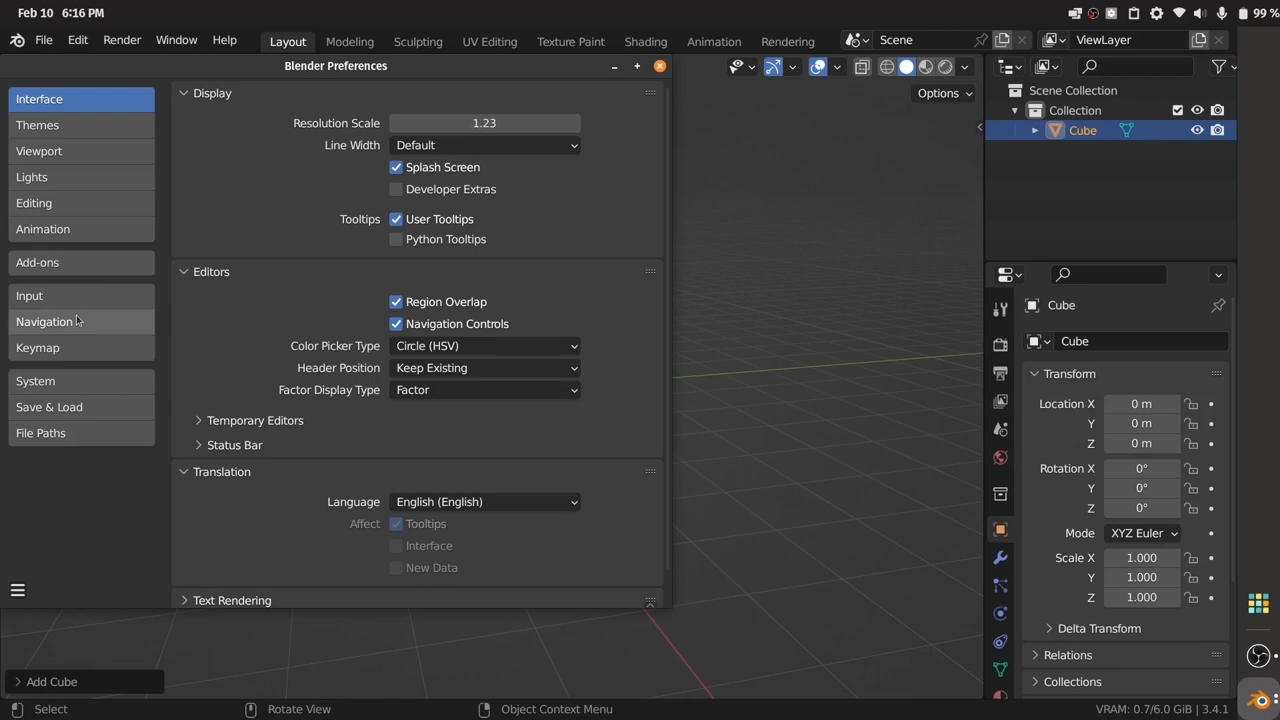 Feb 10 6:16 PM
99 %
File Edit Render Window Help
Layout Modeling Sculpting UV Editing Texture Paint Shading Animation Rendering
Scene
ViewLayer
Blender Preferences
Options
Interface
Themes
Viewport
Lights
Editing
Animation
Add-ons
Input
Navigation
Keymap
System
Save & Load
File Paths
Display
Resolution Scale 1.23
Line Width Default
Splash Screen
Developer Extras
Tooltips User Tooltips
Python Tooltips
Editors
Region Overlap
Navigation Controls
Color Picker Type Circle (HSV)
Header Position Keep Existing
Factor Display Type Factor
Temporary Editors
Status Bar
Translation
Language English (English)
Affect Tooltips
Interface
New Data
Text Rendering
Scene Collection
Collection
Cube
Cube
Cube
Transform
Location X 0 m
Y 0 m
Z 0 m
Rotation X 0°
Y 0°
Z 0°
Mode XYZ Euler
Scale X 1.000
Y 1.000
Z 1.000
Delta Transform
Relations
Collections
Add Cube
Select Rotate View Object Context Menu
VRAM: 0.7/6.0 GiB | 3.4.1